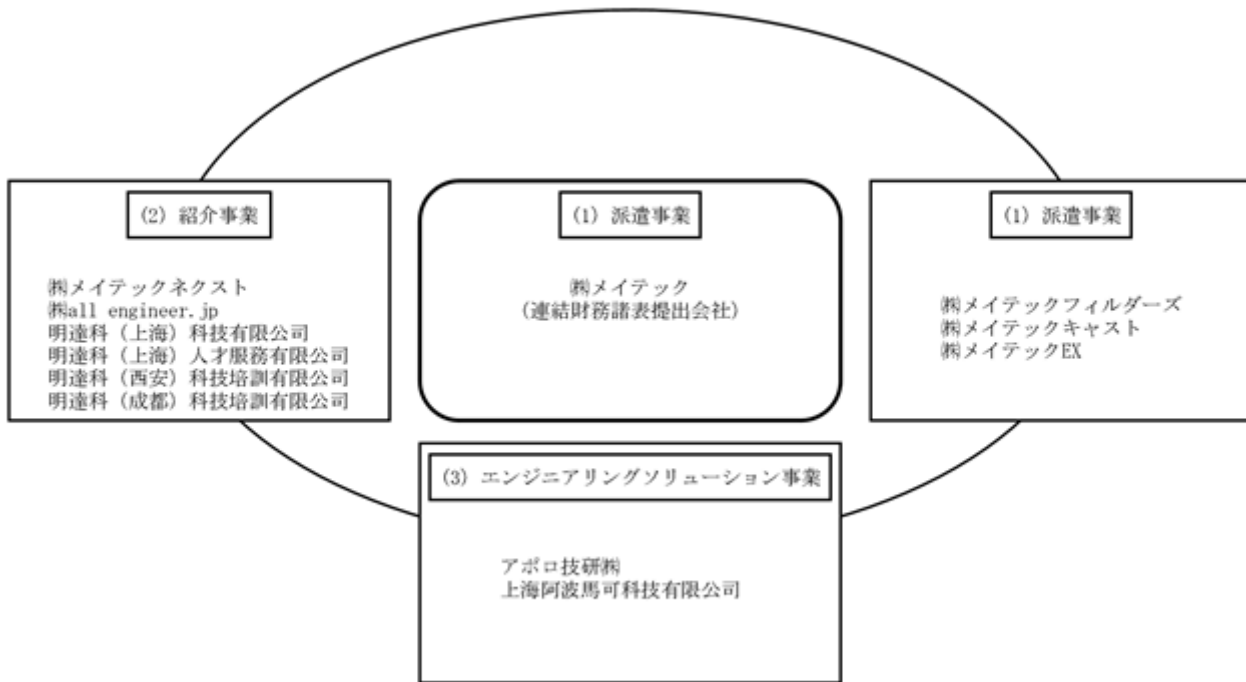 (2) 紹介事業
㈱メイテックネクスト
㈱all engineer.jp
明達科（上海）科技有限公司
明達科（上海）人才服務有限公司
明達科（西安）科技培訓有限公司
明達科（成都）科技培訓有限公司
(1) 派遣事業
㈱メイテック
(連結財務諸表提出会社)
(1) 派遣事業
㈱メイテックフィルダーズ
㈱メイテックキャスト
㈱メイテックEX
(3) エンジニアリングソリューション事業
アポロ技研㈱
上海阿波馬可科技有限公司